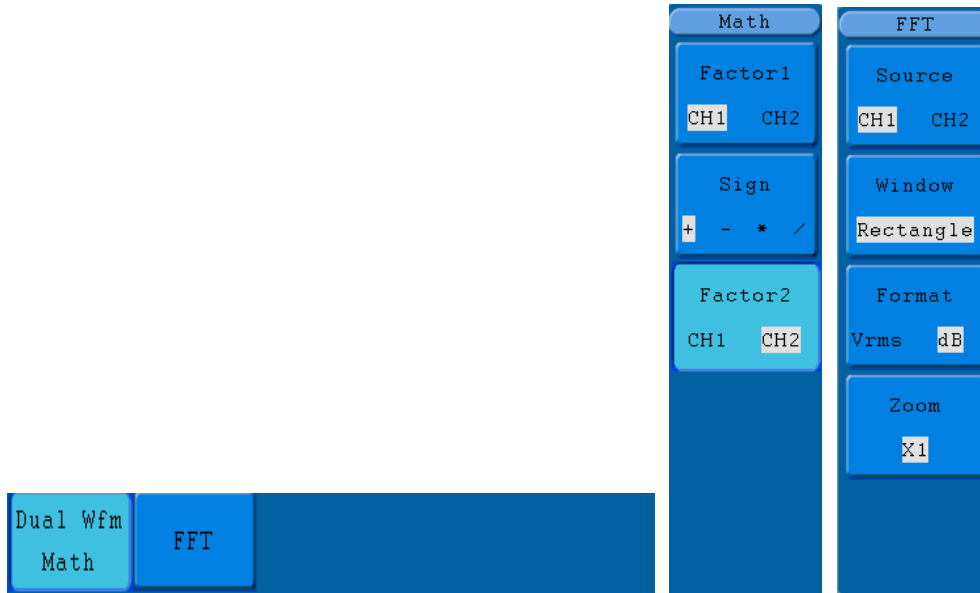 Math
Factor1
CH1 CH2
Sign
+ - * /
Factor2
CH1 CH2
FFT
Source
CH1 CH2
Window
Rectangle
Format
Vrms dB
Zoom
X1
Dual Wfm
Math
FFT